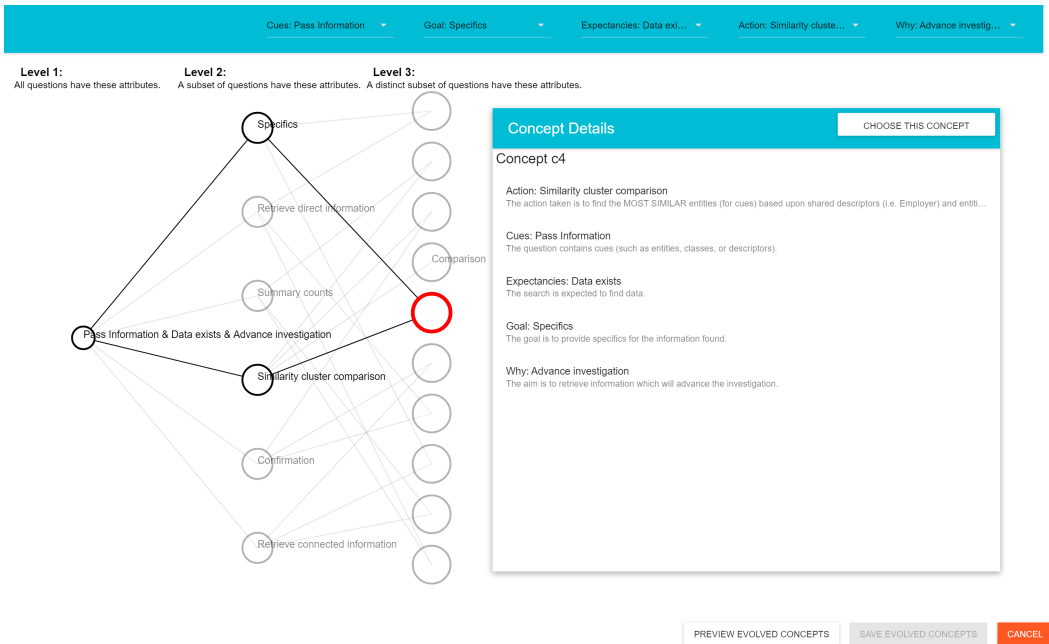 Cues: Pass Information
Goal: Specifics
Expectancies: Data exi...
Action: Similarity cluste...
Why: Advance investig...
Level 1:
All questions have these attributes.
Level 2:
A subset of questions have these attributes.
Level 3:
A distinct subset of questions have these attributes.
Specifics
Retrieve direct information
Comparison
Summary counts
Pass Information & Data exists & Advance investigation
Similarity cluster comparison
Confirmation
Retrieve connected information
Concept Details
CHOOSE THIS CONCEPT
Concept c4
Action: Similarity cluster comparison
The action taken is to find the MOST SIMILAR entities (for cues) based upon shared descriptors (i.e. Employer) and entiti...
Cues: Pass Information
The question contains cues (such as entities, classes, or descriptors).
Expectancies: Data exists
The search is expected to find data.
Goal: Specifics
The goal is to provide specifics for the information found.
Why: Advance investigation
The aim is to retrieve information which will advance the investigation.
PREVIEW EVOLVED CONCEPTS
SAVE EVOLVED CONCEPTS
CANCEL